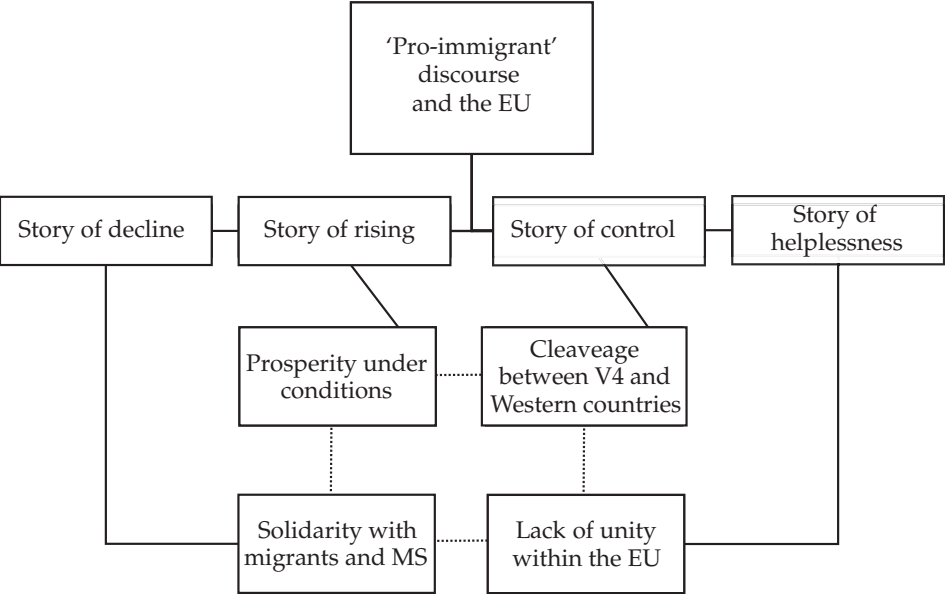 ‘Pro-immigrant’
discourse
and the EU
Story of decline
Story of rising
Story of control
Story of
helplessness
Prosperity under
conditions
Cleaveage
between V4 and
Western countries
Solidarity with
migrants and MS
Lack of unity
within the EU